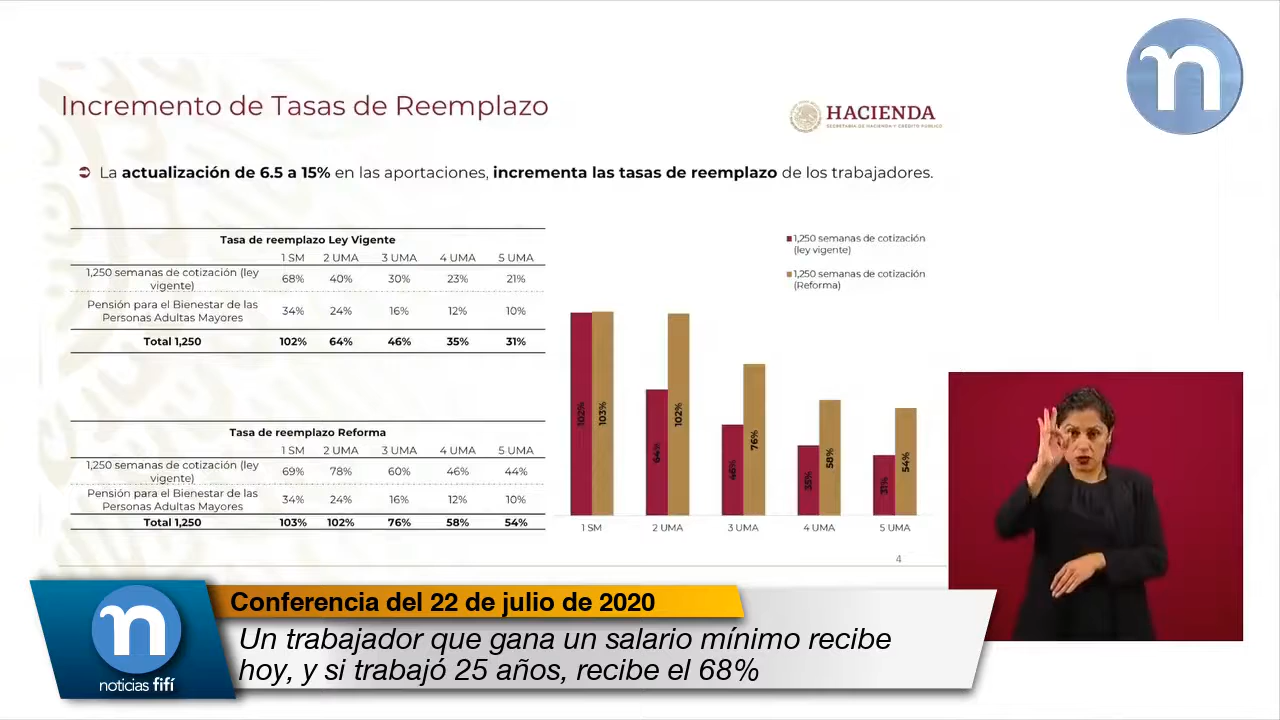 n
Incremento de Tasas de Reemplazo
HACIENDA
SECRETARÍA DE HACIENDA Y CRÉDITO PÚBLICO
La actualización de 6.5 a 15% en las aportaciones, incrementa las tasas de reemplazo de los trabajadores.
Tasa de reemplazo Ley Vigente
1 SM 2 UMA 3 UMA 4 UMA 5 UMA
1,250 semanas de cotización (ley
vigente) 68% 40% 30% 23% 21%
Pensión para el Bienestar de las
Personas Adultas Mayores 34% 24% 16% 12% 10%
Total 1,250 102% 64% 46% 35% 31%
Tasa de reemplazo Reforma
1 SM 2 UMA 3 UMA 4 UMA 5 UMA
1,250 semanas de cotización (ley
vigente) 69% 78% 60% 46% 44%
Pensión para el Bienestar de las
Personas Adultas Mayores 34% 24% 16% 12% 10%
Total 1,250 103% 102% 76% 58% 54%
1,250 semanas de cotización
(ley vigente)
1,250 semanas de cotización
(Reforma)
102% 103% 64% 102% 46% 76% 35% 58% 31% 54%
1 SM 2 UMA 3 UMA 4 UMA 5 UMA
4
n
noticias fifí
Conferencia del 22 de julio de 2020
Un trabajador que gana un salario mínimo recibe
hoy, y si trabajó 25 años, recibe el 68%